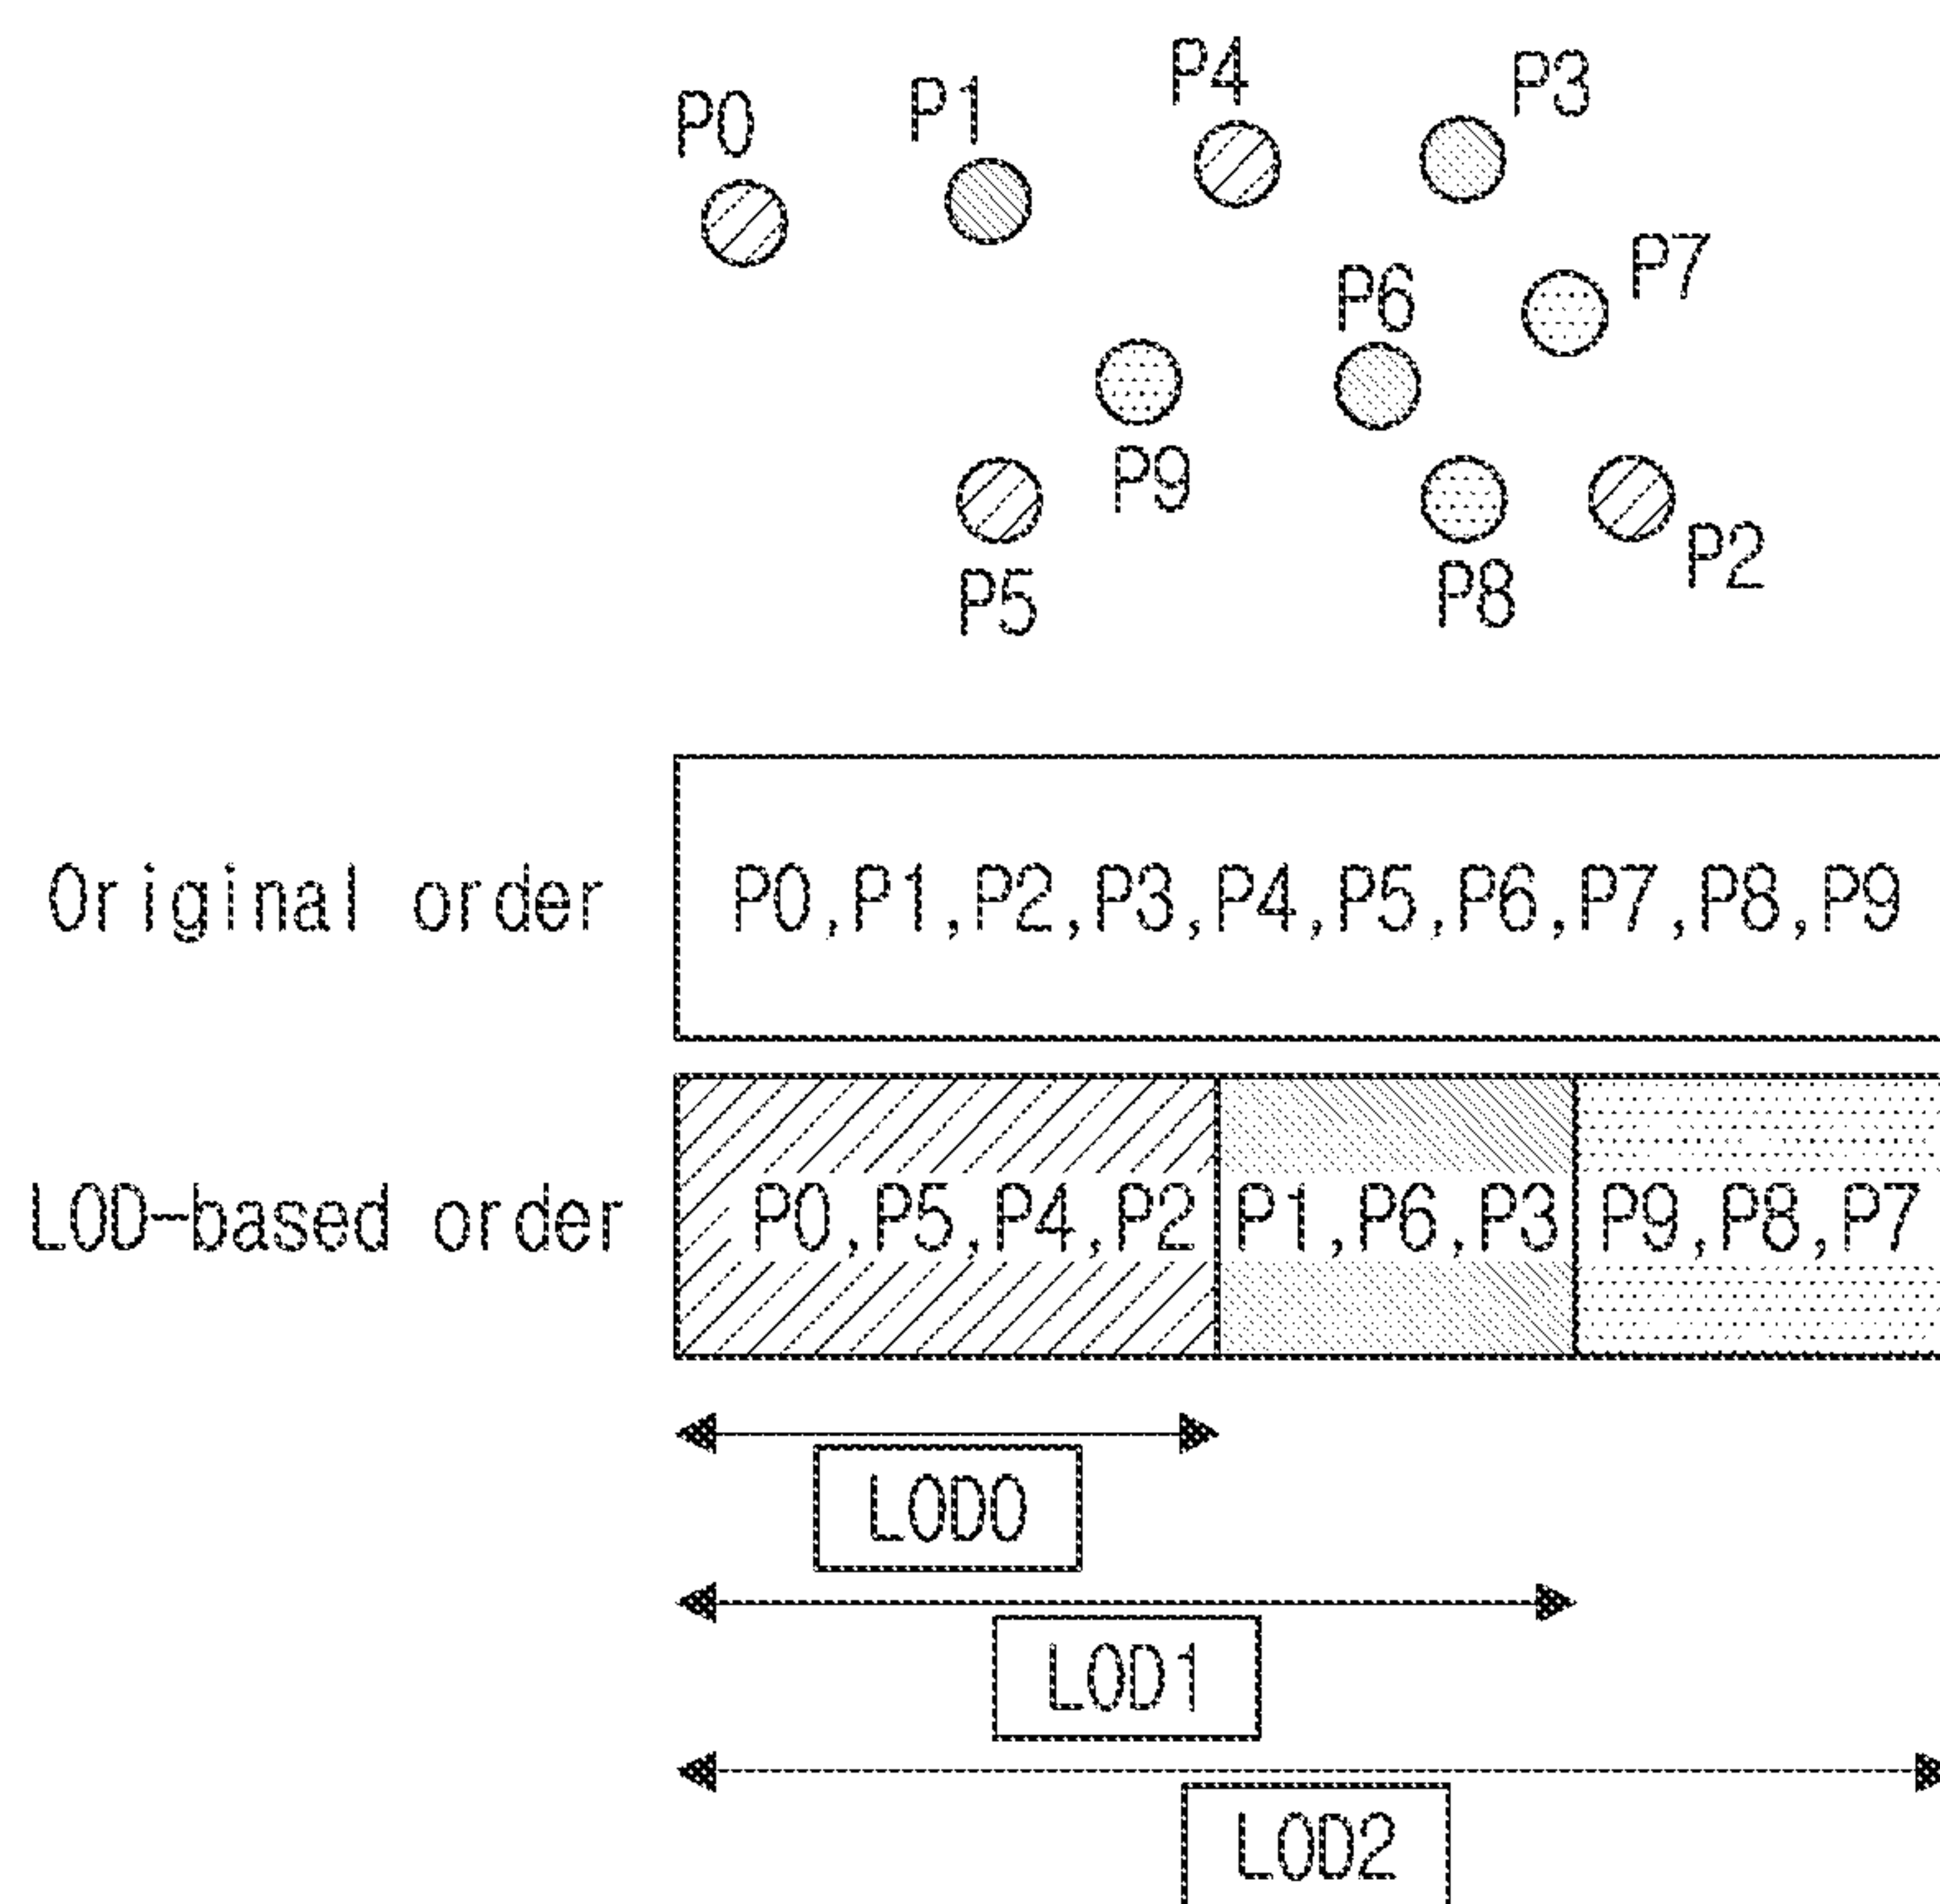 P4
P3
P0
P1
P7
P6
P9
P5
P8
P2
Original order
P0,P1,P2,P3,P4,P5,P6,P7,P8,P9
LOD-based order
P0,P5,P4,P2
P1,P6,P3
P9,P8,P7
LOD0
LOD1
LOD2